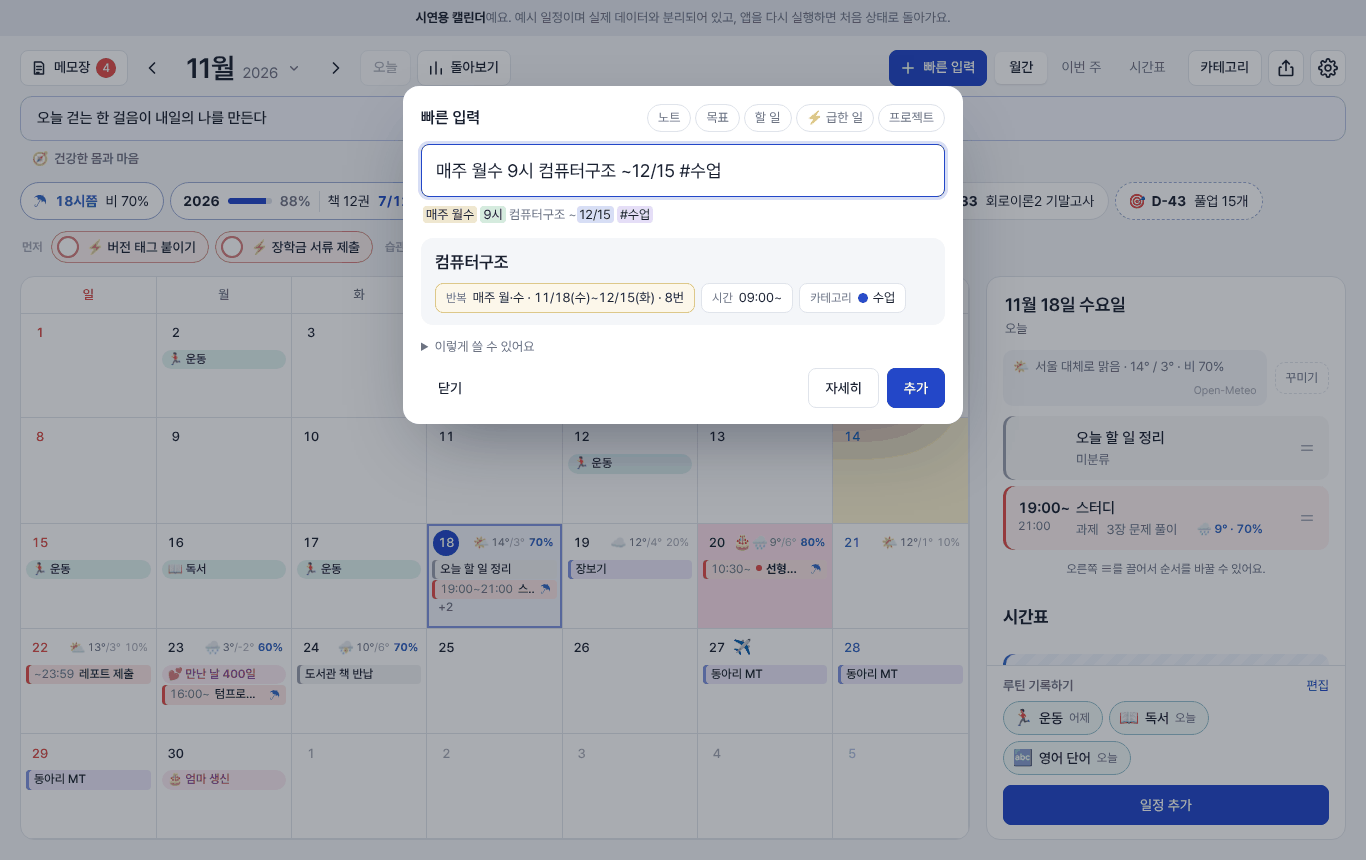 시연용 캘린더예요. 예시 일정이며 실제 데이터와 분리되어 있고, 앱을 다시 실행하면 처음 상태로 돌아가요.
메모장 4
11월 2026
오늘
돌아보기
+ 빠른 입력
월간
이번 주
시간표
카테고리
오늘 걷는 한 걸음이 내일의 나를 만든다
건강한 몸과 마음
18시쯤 비 70%
2026 88% 책 12권
회로이론2 기말고사
D-43 풀업 15개
먼저
⚡ 버전 태그 붙이기
⚡ 장학금 서류 제출
빠른 입력
노트
목표
할 일
⚡ 급한 일
프로젝트
매주 월수 9시 컴퓨터구조 ~12/15 #수업
매주 월수 9시 컴퓨터구조 ~12/15 #수업
컴퓨터구조
반복 매주 월·수 · 11/18(수)~12/15(화) · 8번
시간 09:00~
카테고리 수업
▶ 이렇게 쓸 수 있어요
닫기
자세히
추가
일 월 화
1 2 3
운동
8 9 10 11 12 13 14
운동
15 16 17
18 14°/3° 70%
19 12°/4° 20%
20 9°/6° 80%
21 12°/1° 10%
운동
독서
운동
오늘 할 일 정리
19:00~21:00 스..
+2
장보기
10:30~ 선형...
22 13°/3° 10%
23 3°/-2° 60%
24 10°/6° 70%
25 26 27 28
~23:59 레포트 제출
만난 날 400일
16:00~ 텀프로...
도서관 책 반납
동아리 MT
동아리 MT
29 30 1 2 3 4 5
동아리 MT
엄마 생신
11월 18일 수요일
오늘
서울 대체로 맑음 · 14° / 3° · 비 70%
Open-Meteo
꾸미기
오늘 할 일 정리
미분류
19:00~ 스터디
21:00 과제 3장 문제 풀이 9° · 70%
오른쪽 ≡를 끌어서 순서를 바꿀 수 있어요.
시간표
루틴 기록하기
편집
운동 어제
독서 오늘
abc 영어 단어 오늘
일정 추가